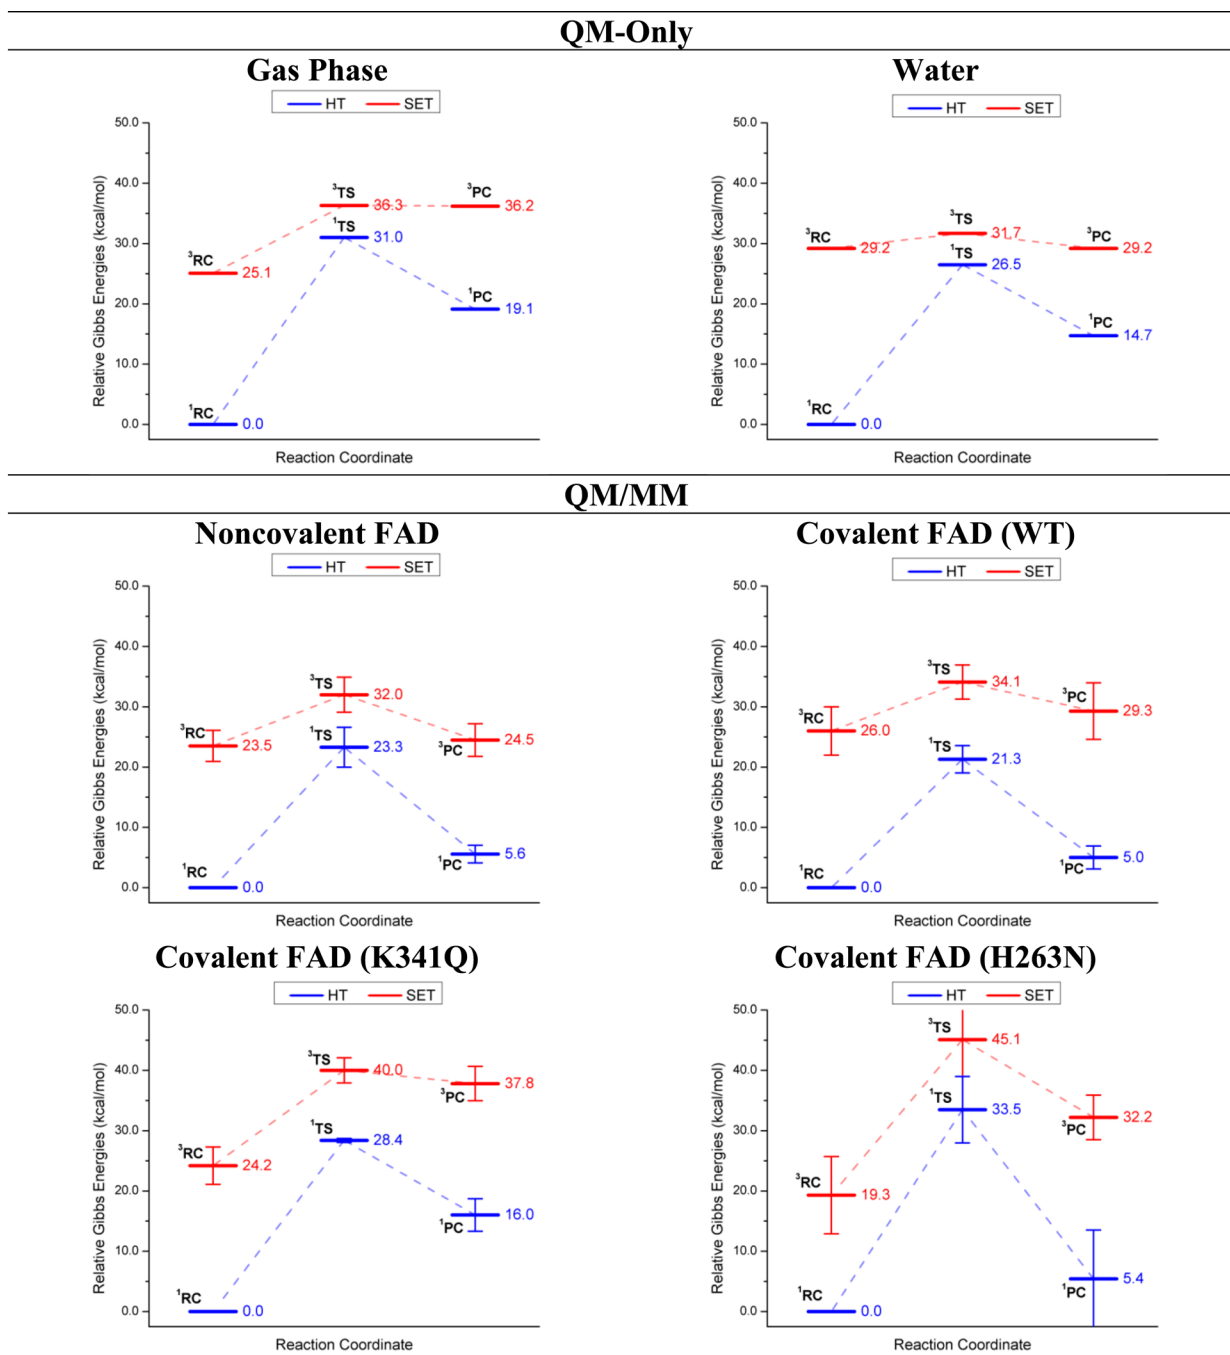 QM-Only
Gas Phase
HT SET
Relative Gibbs Energies (kcal/mol)
50.0
40.0
30.0
20.0
10.0
0.0
³TS
36.3
³PC
36.2
¹TS
31.0
³RC
25.1
¹PC
19.1
¹RC
0.0
Reaction Coordinate
Water
HT SET
Relative Gibbs Energies (kcal/mol)
50.0
40.0
30.0
20.0
10.0
0.0
³RC
29.2
³TS
31.7
³PC
29.2
¹TS
26.5
¹PC
14.7
¹RC
0.0
Reaction Coordinate
QM/MM
Noncovalent FAD
HT SET
Relative Gibbs Energies (kcal/mol)
50.0
40.0
30.0
20.0
10.0
0.0
³TS
32.0
³RC
23.5
¹TS
23.3
³PC
24.5
¹PC
5.6
¹RC
0.0
Reaction Coordinate
Covalent FAD (WT)
HT SET
Relative Gibbs Energies (kcal/mol)
50.0
40.0
30.0
20.0
10.0
0.0
³TS
34.1
³PC
29.3
³RC
26.0
¹TS
21.3
¹PC
5.0
¹RC
0.0
Reaction Coordinate
Covalent FAD (K341Q)
HT SET
Relative Gibbs Energies (kcal/mol)
50.0
40.0
30.0
20.0
10.0
0.0
³TS
40.0
³PC
37.8
¹TS
28.4
³RC
24.2
¹PC
16.0
¹RC
0.0
Reaction Coordinate
Covalent FAD (H263N)
HT SET
Relative Gibbs Energies (kcal/mol)
50.0
40.0
30.0
20.0
10.0
0.0
³TS
45.1
¹TS
33.5
³PC
32.2
³RC
19.3
¹PC
5.4
¹RC
0.0
Reaction Coordinate